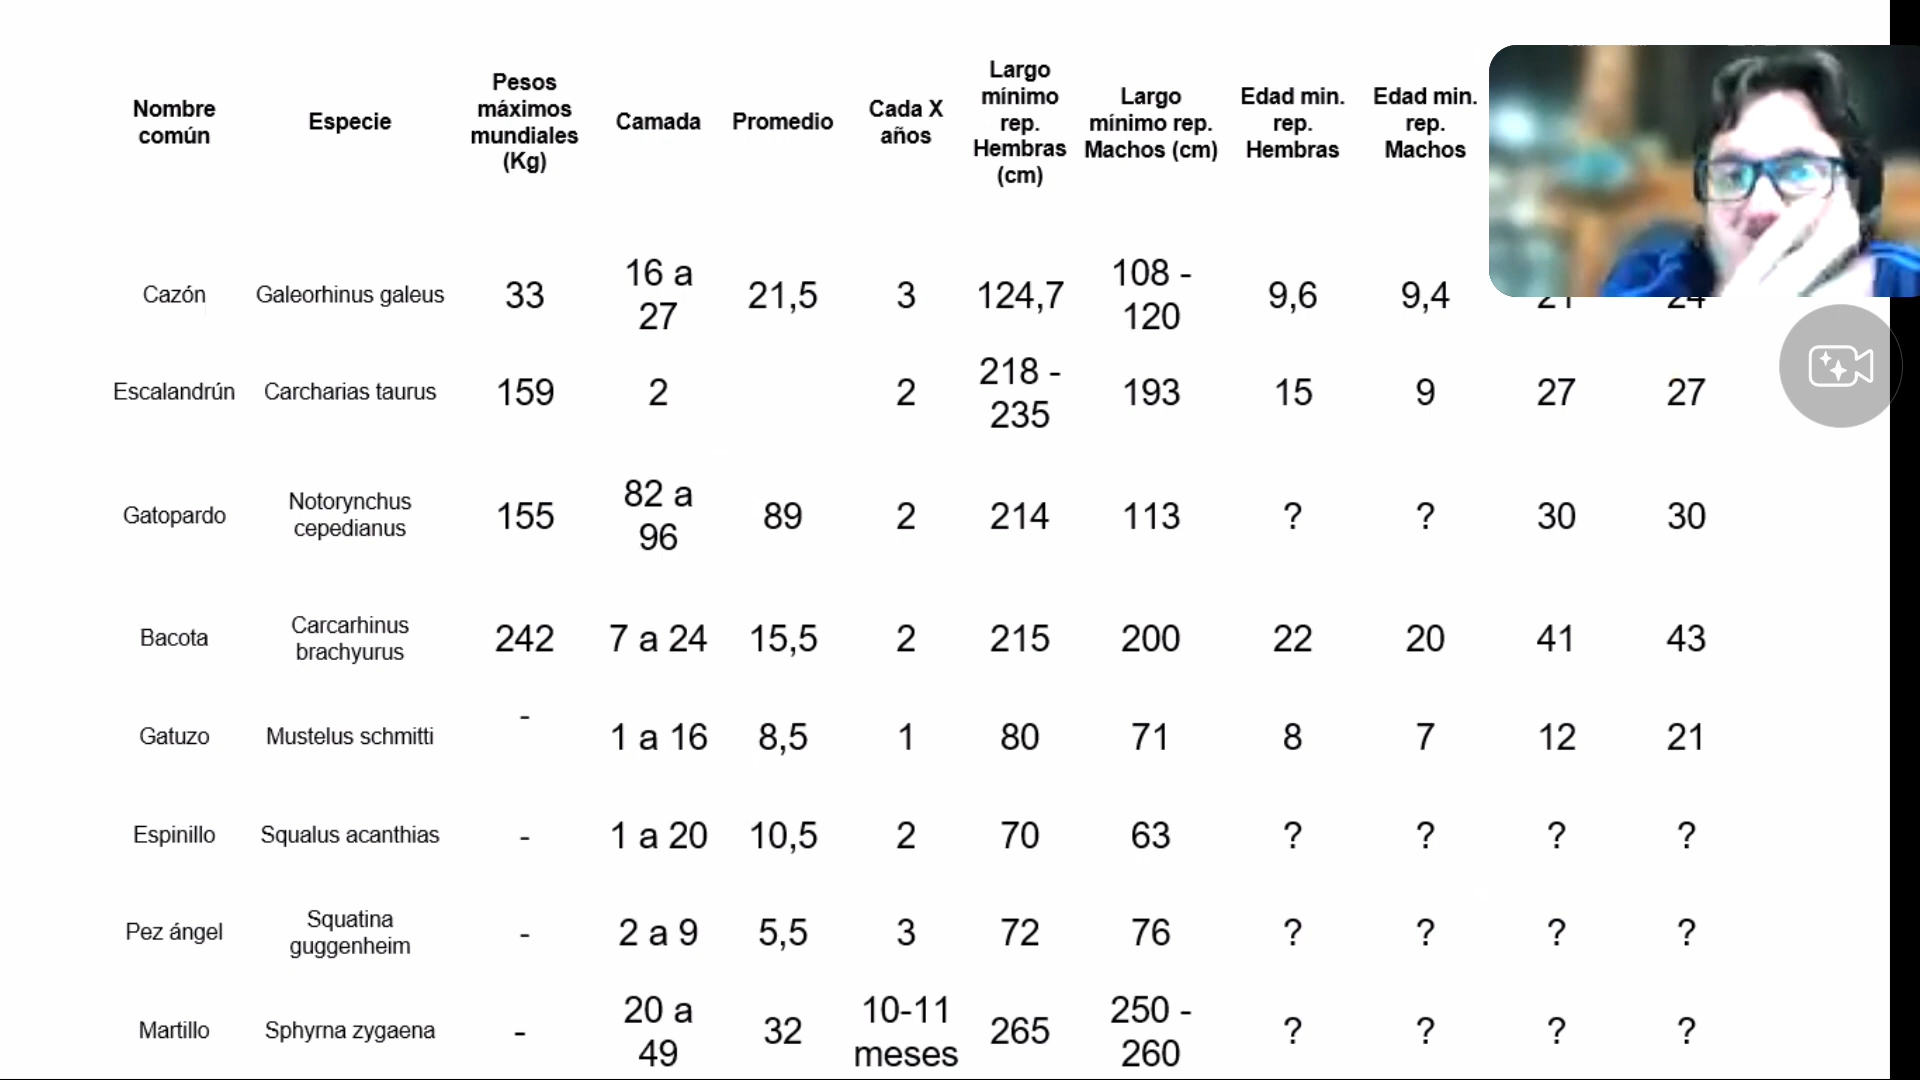 Nombre común
Especie
Pesos máximos mundiales (Kg)
Camada
Promedio
Cada X años
Largo mínimo rep. Hembras (cm)
Largo mínimo rep. Machos (cm)
Edad min. rep. Hembras
Edad min. rep. Machos
Cazón Galeorhinus galeus 33 16 a 27 21,5 3 124,7 108 - 120 9,6 9,4 21 24
Escalandrún Carcharias taurus 159 2 2 218 - 235 193 15 9 27 27
Gatopardo Notorynchus cepedianus 155 82 a 96 89 2 214 113 ? ? 30 30
Bacota Carcarhinus brachyurus 242 7 a 24 15,5 2 215 200 22 20 41 43
Gatuzo Mustelus schmitti - 1 a 16 8,5 1 80 71 8 7 12 21
Espinillo Squalus acanthias - 1 a 20 10,5 2 70 63 ? ? ? ?
Pez ángel Squatina guggenheim - 2 a 9 5,5 3 72 76 ? ? ? ?
Martillo Sphyrna zygaena - 20 a 49 32 10-11 meses 265 250 - 260 ? ? ? ?